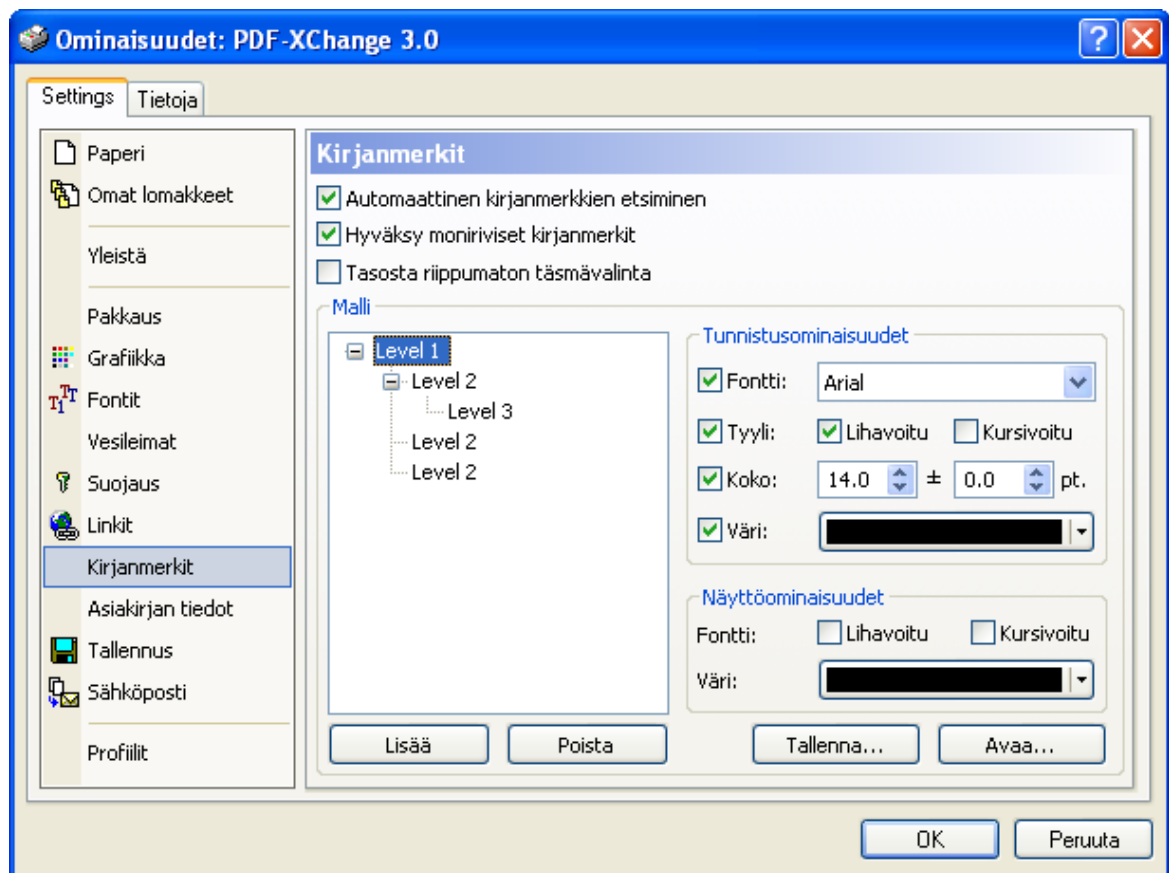 Ominaisuudet: PDF-XChange 3.0
Settings
Tietoja
Paperi
Omat lomakkeet
Yleistä
Pakkaus
Grafiikka
Fontit
Vesileimat
Suojaus
Linkit
Kirjanmerkit
Asiakirjan tiedot
Tallennus
Sähköposti
Profiilit
Kirjanmerkit
Automaattinen kirjanmerkkien etsiminen
Hyväksy moniriviset kirjanmerkit
Tasosta riippumaton täsmävalinta
Malli
Level 1
Level 2
Level 3
Level 2
Level 2
Tunnistusominaisuudet
Fontti: Arial
Tyyli: Lihavoitu Kursivoitu
Koko: 14.0 ± 0.0 pt.
Väri:
Näyttöominaisuudet
Fontti: Lihavoitu Kursivoitu
Väri:
Lisää Poista Tallenna... Avaa...
OK Peruuta